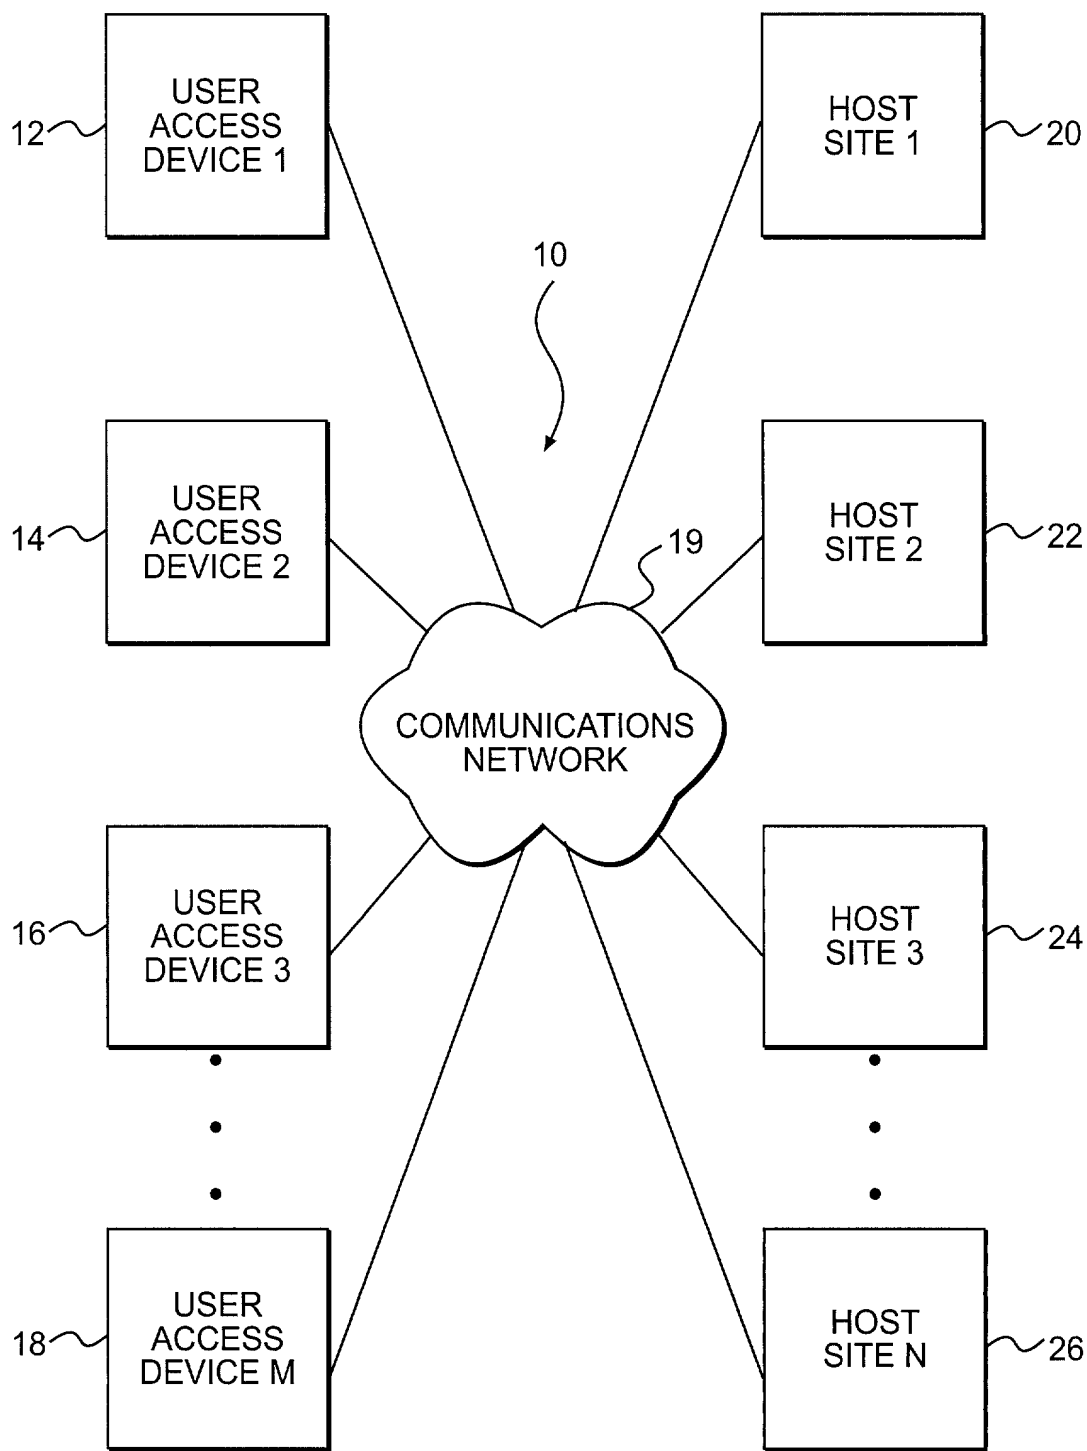 USER
ACCESS
DEVICE 1
12
HOST
SITE 1
20
10
USER
ACCESS
DEVICE 2
14
HOST
SITE 2
22
19
COMMUNICATIONS
NETWORK
USER
ACCESS
DEVICE 3
16
HOST
SITE 3
24
USER
ACCESS
DEVICE M
18
HOST
SITE N
26